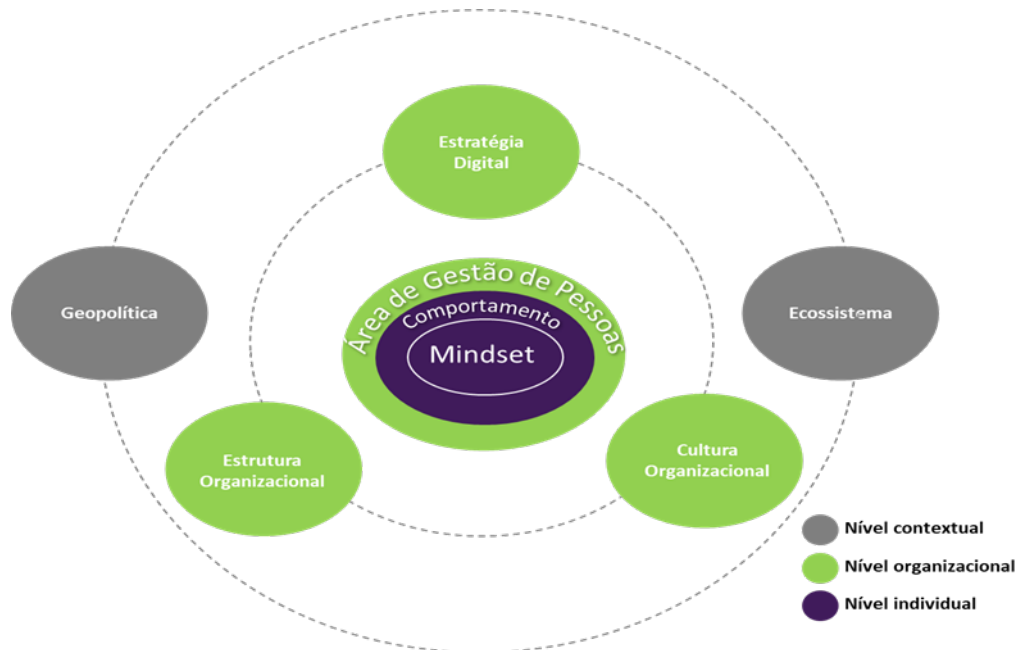 Estratégia
Digital
Geopolítica
Ecossistema
Área de Gestão de Pessoas
Comportamento
Mindset
Estrutura
Organizacional
Cultura
Organizacional
Nível contextual
Nível organizacional
Nível individual